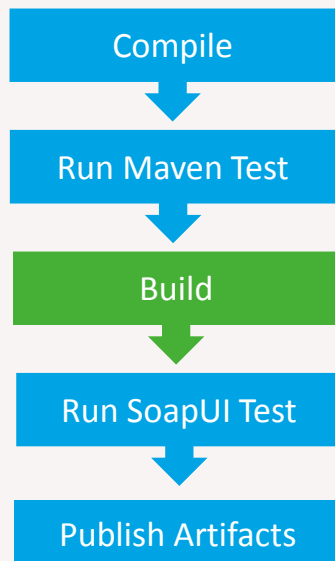 Compile
Run Maven Test
Build
Run SoapUI Test
Publish Artifacts